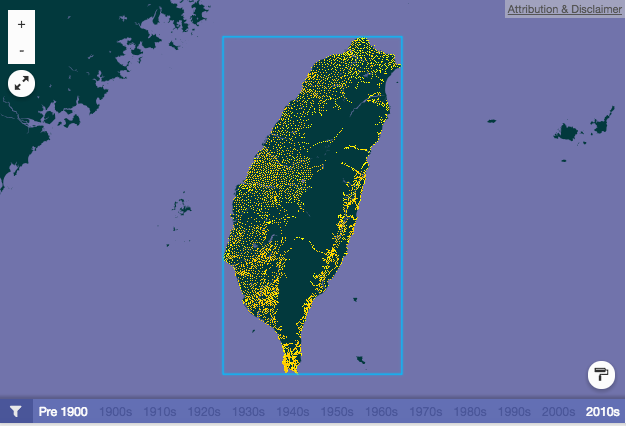 +
Attribution & Disclaimer
-
Pre 1900 1900s 1910s 1920s 1930s 1940s 1950s 1960s 1970s 1980s 1990s 2000s 2010s